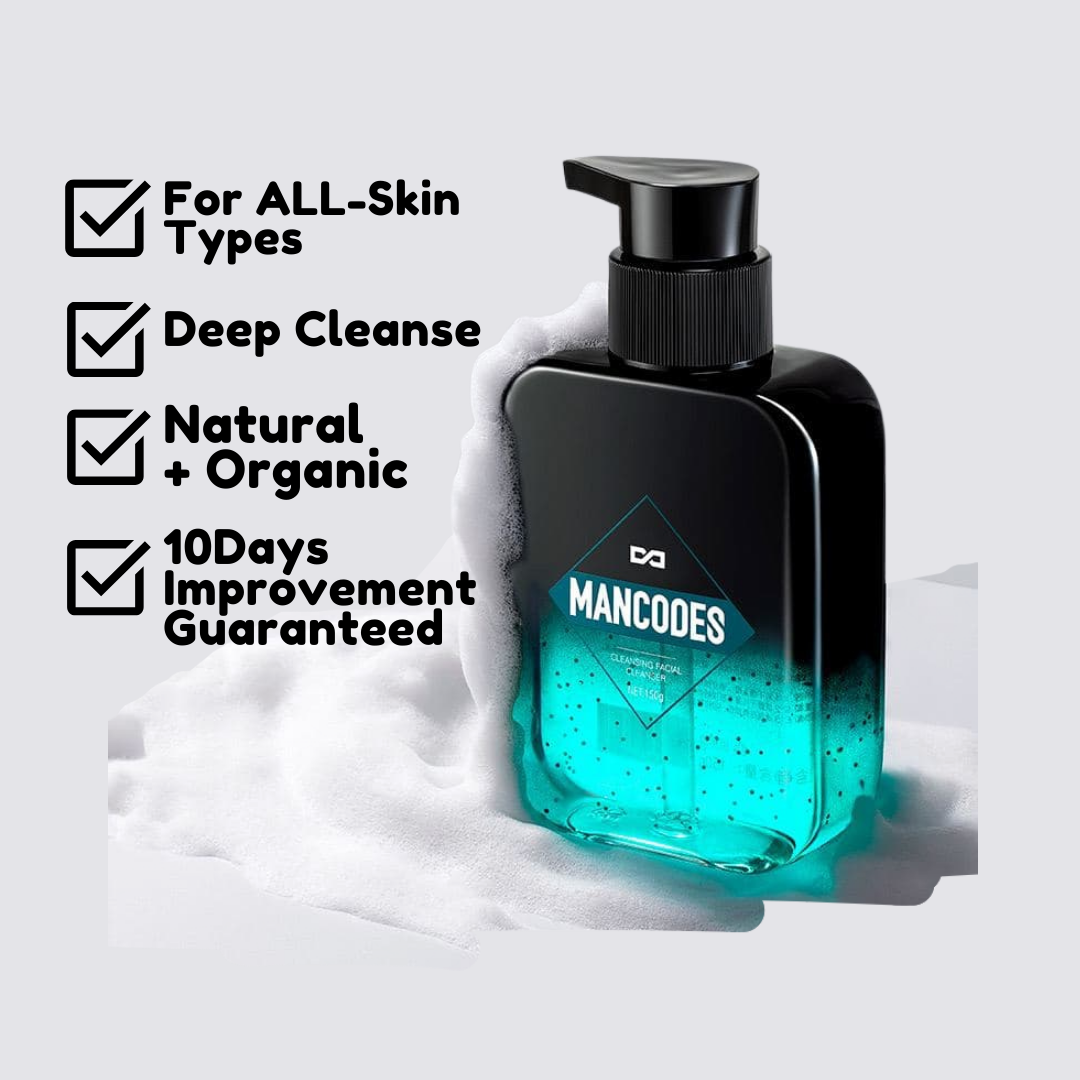 For ALL-Skin
Types
Deep Cleanse
Natural
+ Organic
10Days
Improvement
Guaranteed
MANCODES
CLEANSING FACIAL
CLEANSER
NET:150g